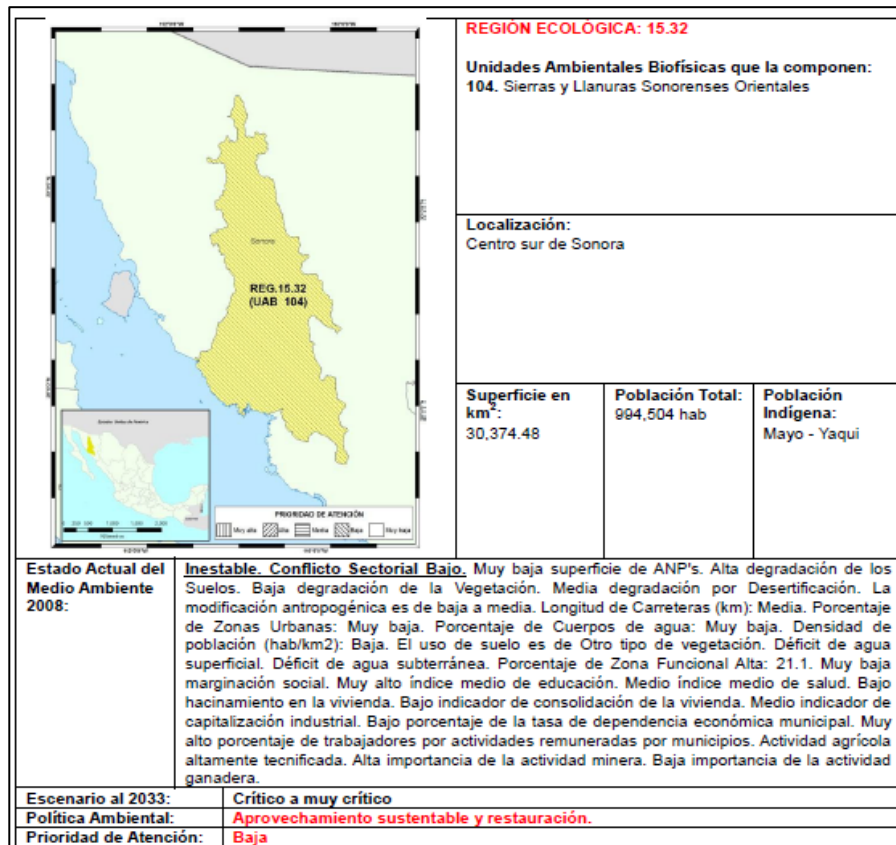 REGIÓN ECOLÓGICA: 15.32
Unidades Ambientales Biofísicas que la componen:
104. Sierras y Llanuras Sonorenses Orientales
Sonora
REG.15.32
(UAB 104)
PRIORIDAD DE ATENCIÓN
Muy alta Alta Media Baja Muy baja
Localización:
Centro sur de Sonora
Superficie en
km2:
30,374.48
Población Total:
994,504 hab
Población
Indígena:
Mayo - Yaqui
Estado Actual del
Medio Ambiente
2008:
Inestable. Conflicto Sectorial Bajo. Muy baja superficie de ANP's. Alta degradación de los
Suelos. Baja degradación de la Vegetación. Media degradación por Desertificación. La
modificación antropogénica es de baja a media. Longitud de Carreteras (km): Media. Porcentaje
de Zonas Urbanas: Muy baja. Porcentaje de Cuerpos de agua: Muy baja. Densidad de
población (hab/km2): Baja. El uso de suelo es de Otro tipo de vegetación. Déficit de agua
superficial. Déficit de agua subterránea. Porcentaje de Zona Funcional Alta: 21.1. Muy baja
marginación social. Muy alto índice medio de educación. Medio índice medio de salud. Bajo
hacinamiento en la vivienda. Bajo indicador de consolidación de la vivienda. Medio indicador de
capitalización industrial. Bajo porcentaje de la tasa de dependencia económica municipal. Muy
alto porcentaje de trabajadores por actividades remuneradas por municipios. Actividad agrícola
altamente tecnificada. Alta importancia de la actividad minera. Baja importancia de la actividad
ganadera.
Escenario al 2033: Crítico a muy crítico
Política Ambiental: Aprovechamiento sustentable y restauración.
Prioridad de Atención: Baja